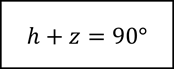 h + z = 90°